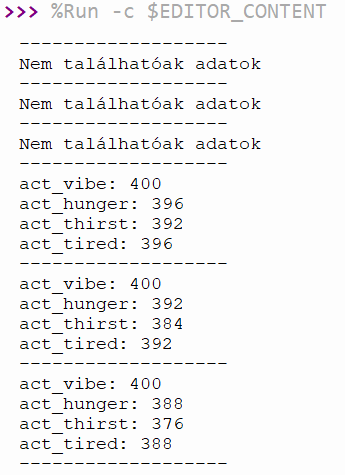 >>> %Run -c $EDITOR_CONTENT
-------------------
Nem találhatóak adatok
-------------------
Nem találhatóak adatok
-------------------
Nem találhatóak adatok
-------------------
act_vibe: 400
act_hunger: 396
act_thirst: 392
act_tired: 396
-------------------
act_vibe: 400
act_hunger: 392
act_thirst: 384
act_tired: 392
-------------------
act_vibe: 400
act_hunger: 388
act_thirst: 376
act_tired: 388
-------------------